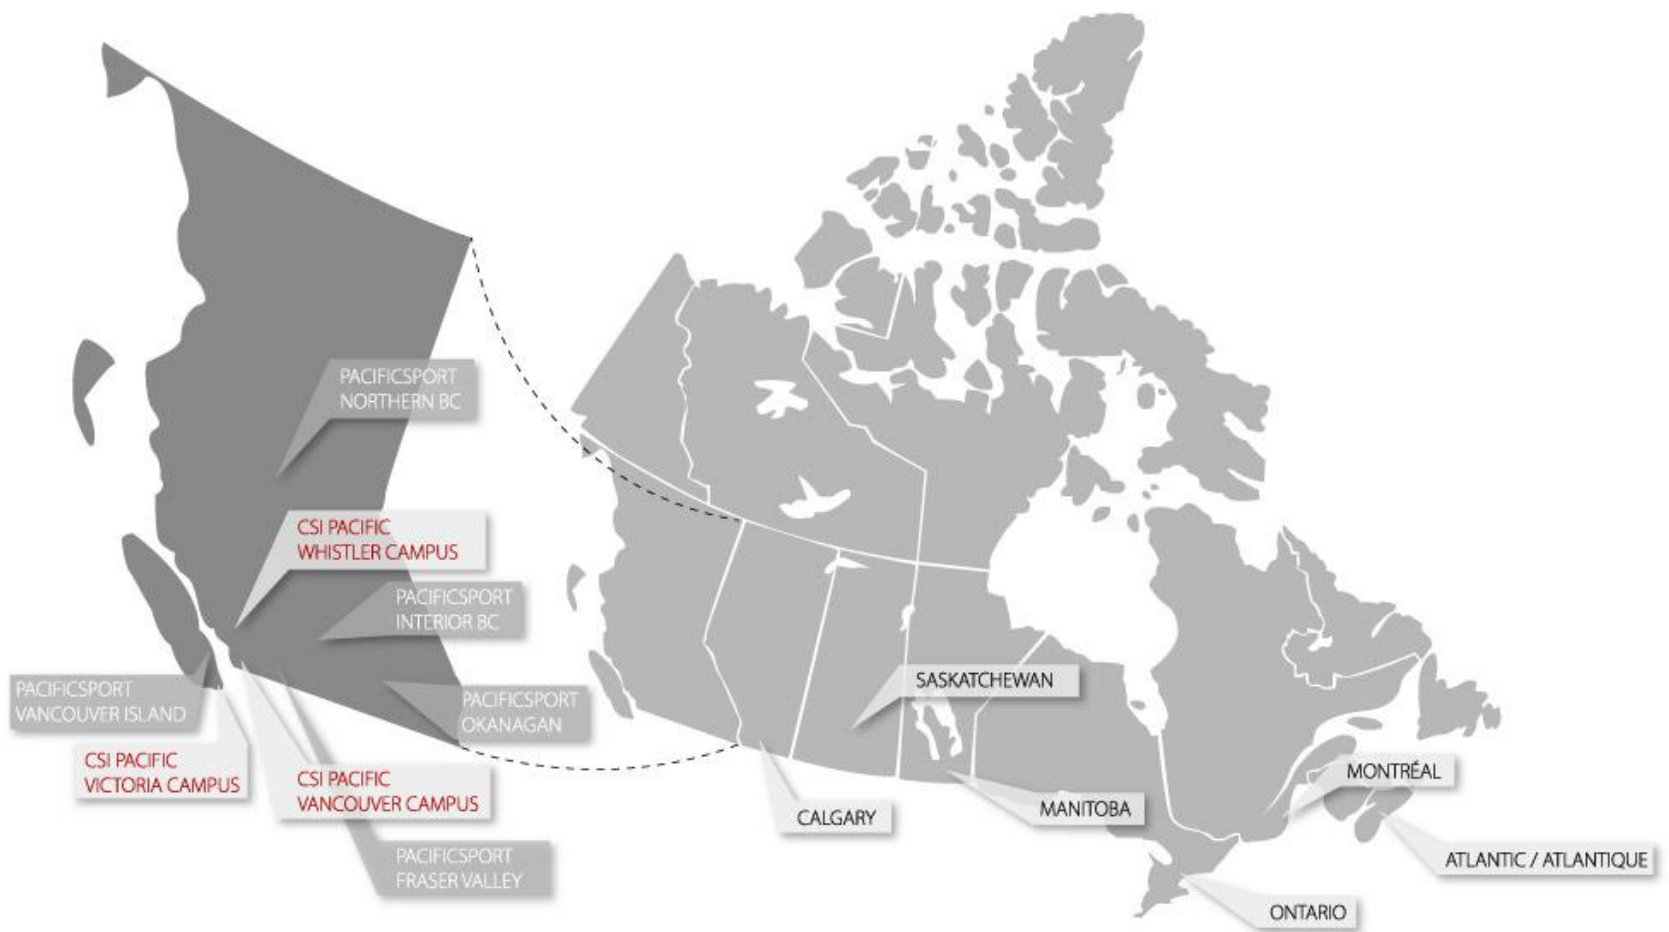 PACIFICSPORT
NORTHERN BC
CSI PACIFIC
WHISTLER CAMPUS
PACIFICSPORT
INTERIOR BC
PACIFICSPORT
VANCOUVER ISLAND
PACIFICSPORT
OKANAGAN
CSI PACIFIC
VICTORIA CAMPUS
CSI PACIFIC
VANCOUVER CAMPUS
PACIFICSPORT
FRASER VALLEY
SASKATCHEWAN
CALGARY
MANITOBA
MONTRÉAL
ATLANTIC / ATLANTIQUE
ONTARIO